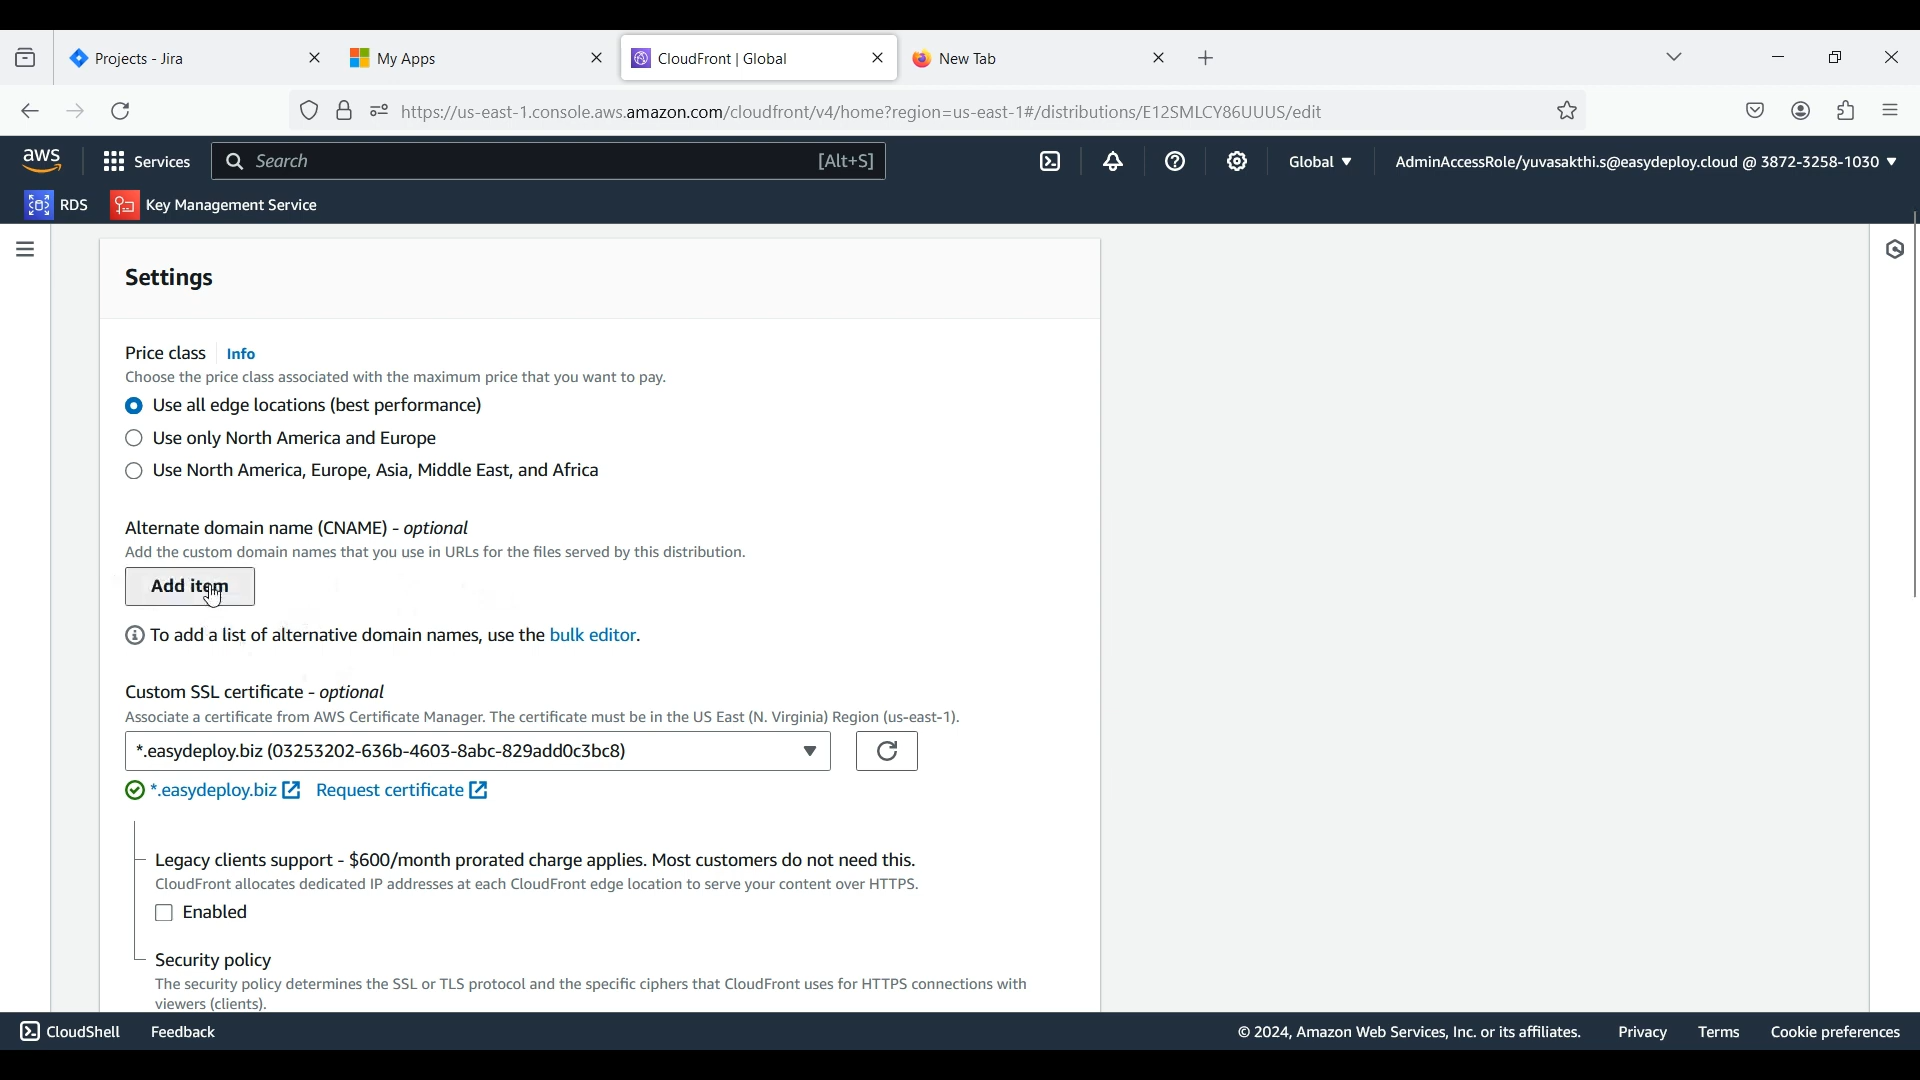 Projects - Jira
My Apps
CloudFront | Global
New Tab
https://us-east-1.console.aws.amazon.com/cloudfront/v4/home?region=us-east-1#/distributions/E12SMLCY86UUUS/edit
aws
Services
Search
[Alt+S]
Global
AdminAccessRole/yuvasakthi.s@easydeploy.cloud @ 3872-3258-1030
RDS
Key Management Service
Settings
Price class
Info
Choose the price class associated with the maximum price that you want to pay.
Use all edge locations (best performance)
Use only North America and Europe
Use North America, Europe, Asia, Middle East, and Africa
Alternate domain name (CNAME) - optional
Add the custom domain names that you use in URLs for the files served by this distribution.
Add item
To add a list of alternative domain names, use the bulk editor.
Custom SSL certificate - optional
Associate a certificate from AWS Certificate Manager. The certificate must be in the US East (N. Virginia) Region (us-east-1).
*.easydeploy.biz (03253202-636b-4603-8abc-829add0c3bc8)
*.easydeploy.biz
Request certificate
Legacy clients support - $600/month prorated charge applies. Most customers do not need this.
CloudFront allocates dedicated IP addresses at each CloudFront edge location to serve your content over HTTPS.
Enabled
Security policy
The security policy determines the SSL or TLS protocol and the specific ciphers that CloudFront uses for HTTPS connections with
viewers (clients).
CloudShell
Feedback
© 2024, Amazon Web Services, Inc. or its affiliates.
Privacy
Terms
Cookie preferences